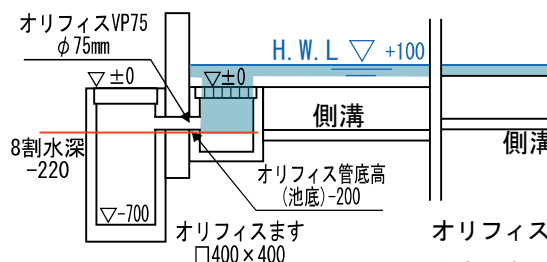 オリフィスVP75
φ75mm
H.W.L ▽ +100
▽±0
▽±0
側溝
側溝
8割水深
-220
オリフィス管底高
(池底)-200
▽-700
オリフィスます
□400×400
オリフィス